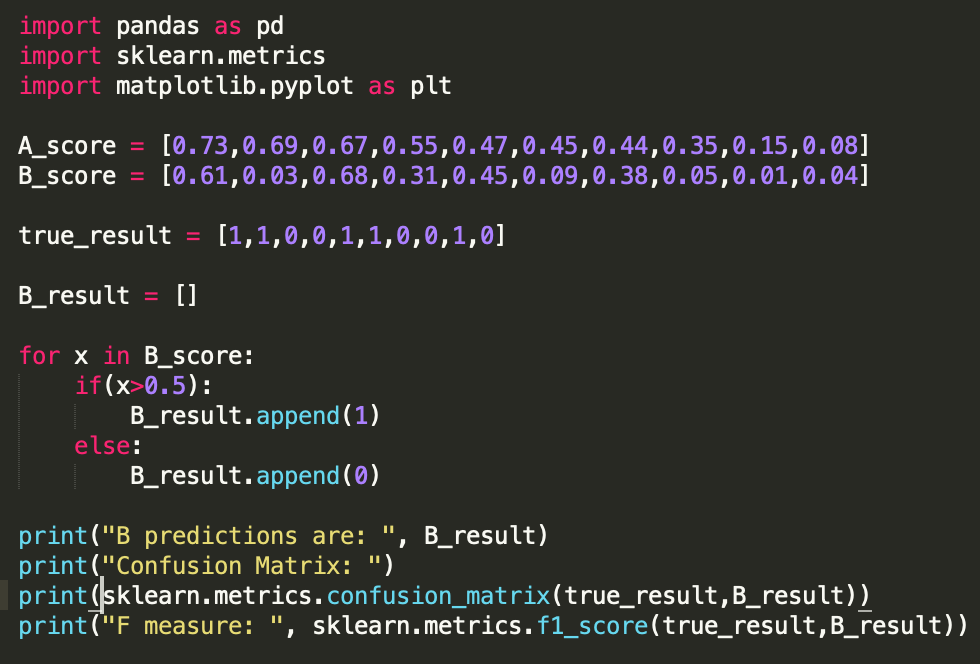 import pandas as pd
import sklearn.metrics
import matplotlib.pyplot as plt
A_score = [0.73,0.69,0.67,0.55,0.47,0.45,0.44,0.35,0.15,0.08]
B_score = [0.61,0.03,0.68,0.31,0.45,0.09,0.38,0.05,0.01,0.04]
true_result = [1,1,0,0,1,1,0,0,1,0]
B_result = []
for x in B_score:
    if(x>0.5):
        B_result.append(1)
    else:
        B_result.append(0)
print("B predictions are: ", B_result)
print("Confusion Matrix: ")
print(sklearn.metrics.confusion_matrix(true_result,B_result))
print("F measure: ", sklearn.metrics.f1_score(true_result,B_result))